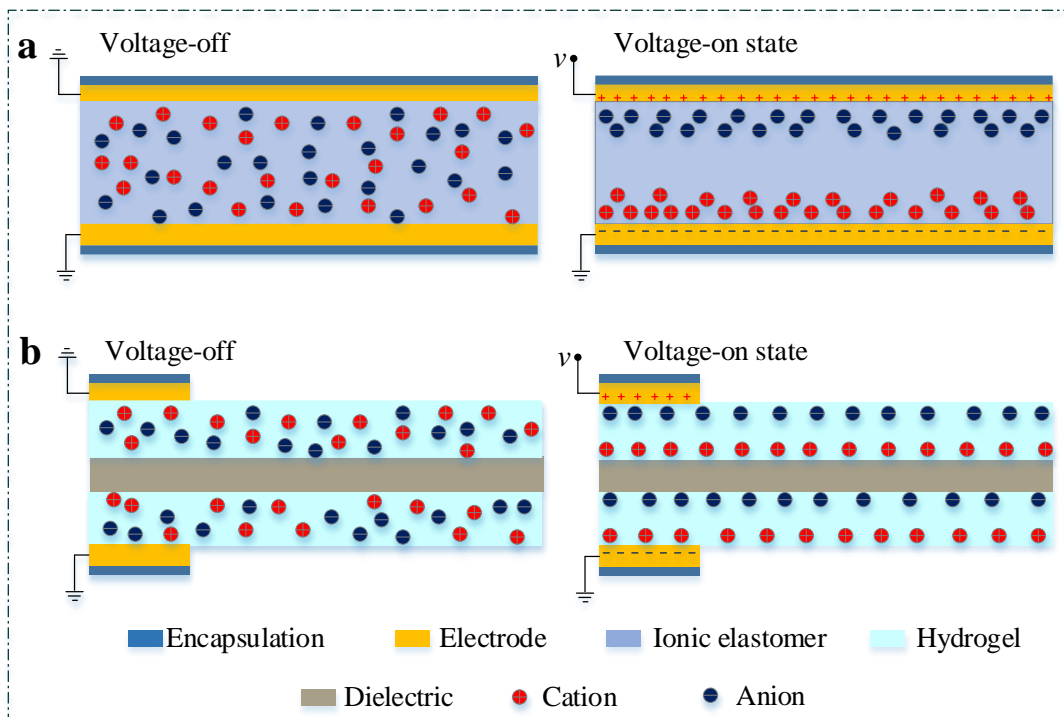 a Voltage-off
v Voltage-on state
b Voltage-off
v Voltage-on state
Encapsulation Electrode Ionic elastomer Hydrogel
Dielectric Cation Anion